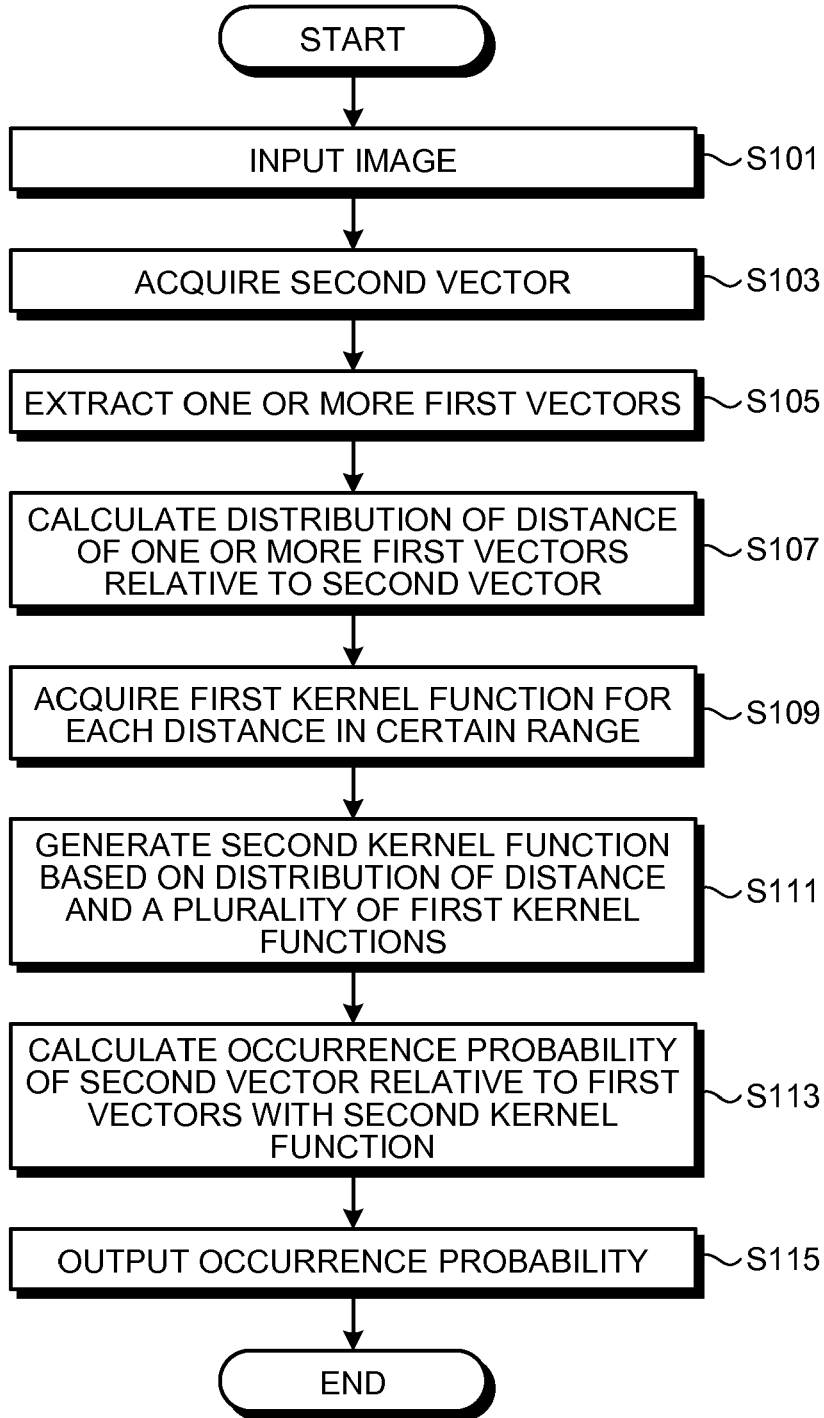 START
INPUT IMAGE
S101
ACQUIRE SECOND VECTOR
S103
EXTRACT ONE OR MORE FIRST VECTORS
S105
CALCULATE DISTRIBUTION OF DISTANCE
OF ONE OR MORE FIRST VECTORS
RELATIVE TO SECOND VECTOR
S107
ACQUIRE FIRST KERNEL FUNCTION FOR
EACH DISTANCE IN CERTAIN RANGE
S109
GENERATE SECOND KERNEL FUNCTION
BASED ON DISTRIBUTION OF DISTANCE
AND A PLURALITY OF FIRST KERNEL
FUNCTIONS
S111
CALCULATE OCCURRENCE PROBABILITY
OF SECOND VECTOR RELATIVE TO FIRST
VECTORS WITH SECOND KERNEL
FUNCTION
S113
OUTPUT OCCURRENCE PROBABILITY
S115
END